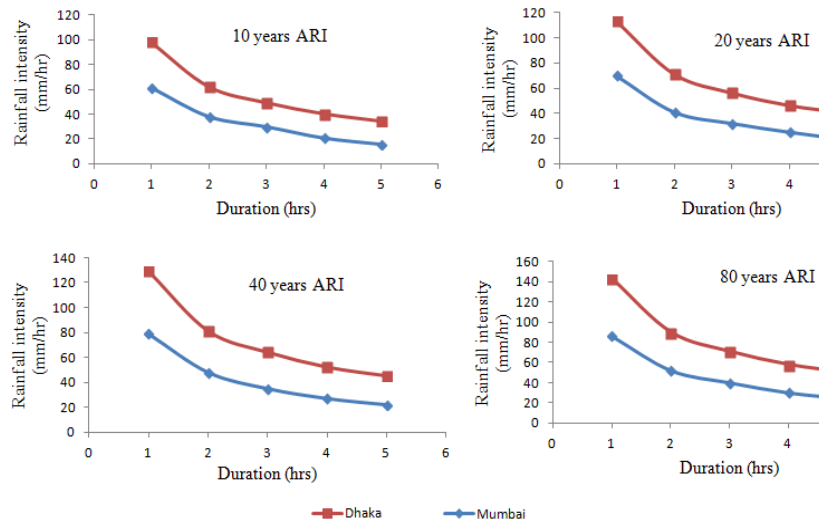 10 years ARI
Rainfall intensity
(mm/hr)
120
100
80
60
40
20
0
0 1 2 3 4 5 6
Duration (hrs)
20 years ARI
Rainfall intensity
(mm/hr)
120
100
80
60
40
20
0
0 1 2 3 4
Duration (hrs)
40 years ARI
Rainfall intensity
(mm/hr)
140
120
100
80
60
40
20
0
0 1 2 3 4 5 6
Duration (hrs)
80 years ARI
Rainfall intensity
(mm/hr)
160
140
120
100
80
60
40
20
0
0 1 2 3 4
Duration (hrs)
Dhaka Mumbai